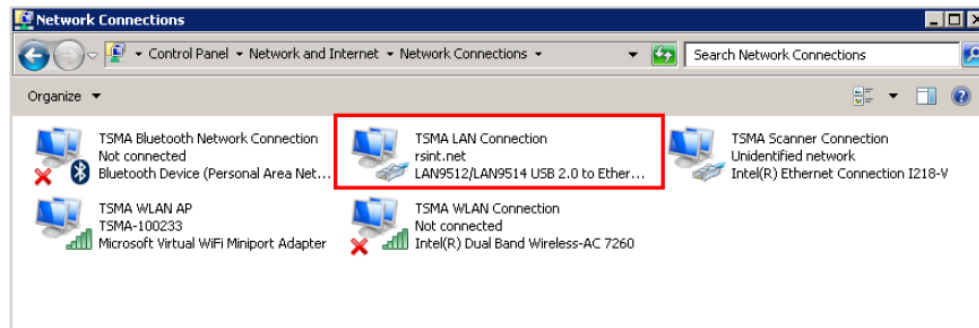 Network Connections
Control Panel Network and Internet Network Connections
Search Network Connections
Organize
TSMA Bluetooth Network Connection
Not connected
Bluetooth Device (Personal Area Net...
TSMA LAN Connection
rsint.net
LAN9512/LAN9514 USB 2.0 to Ether...
TSMA Scanner Connection
Unidentified network
Intel(R) Ethernet Connection I218-V
TSMA WLAN AP
TSMA-100233
Microsoft Virtual WiFi Miniport Adapter
TSMA WLAN Connection
Not connected
Intel(R) Dual Band Wireless-AC 7260